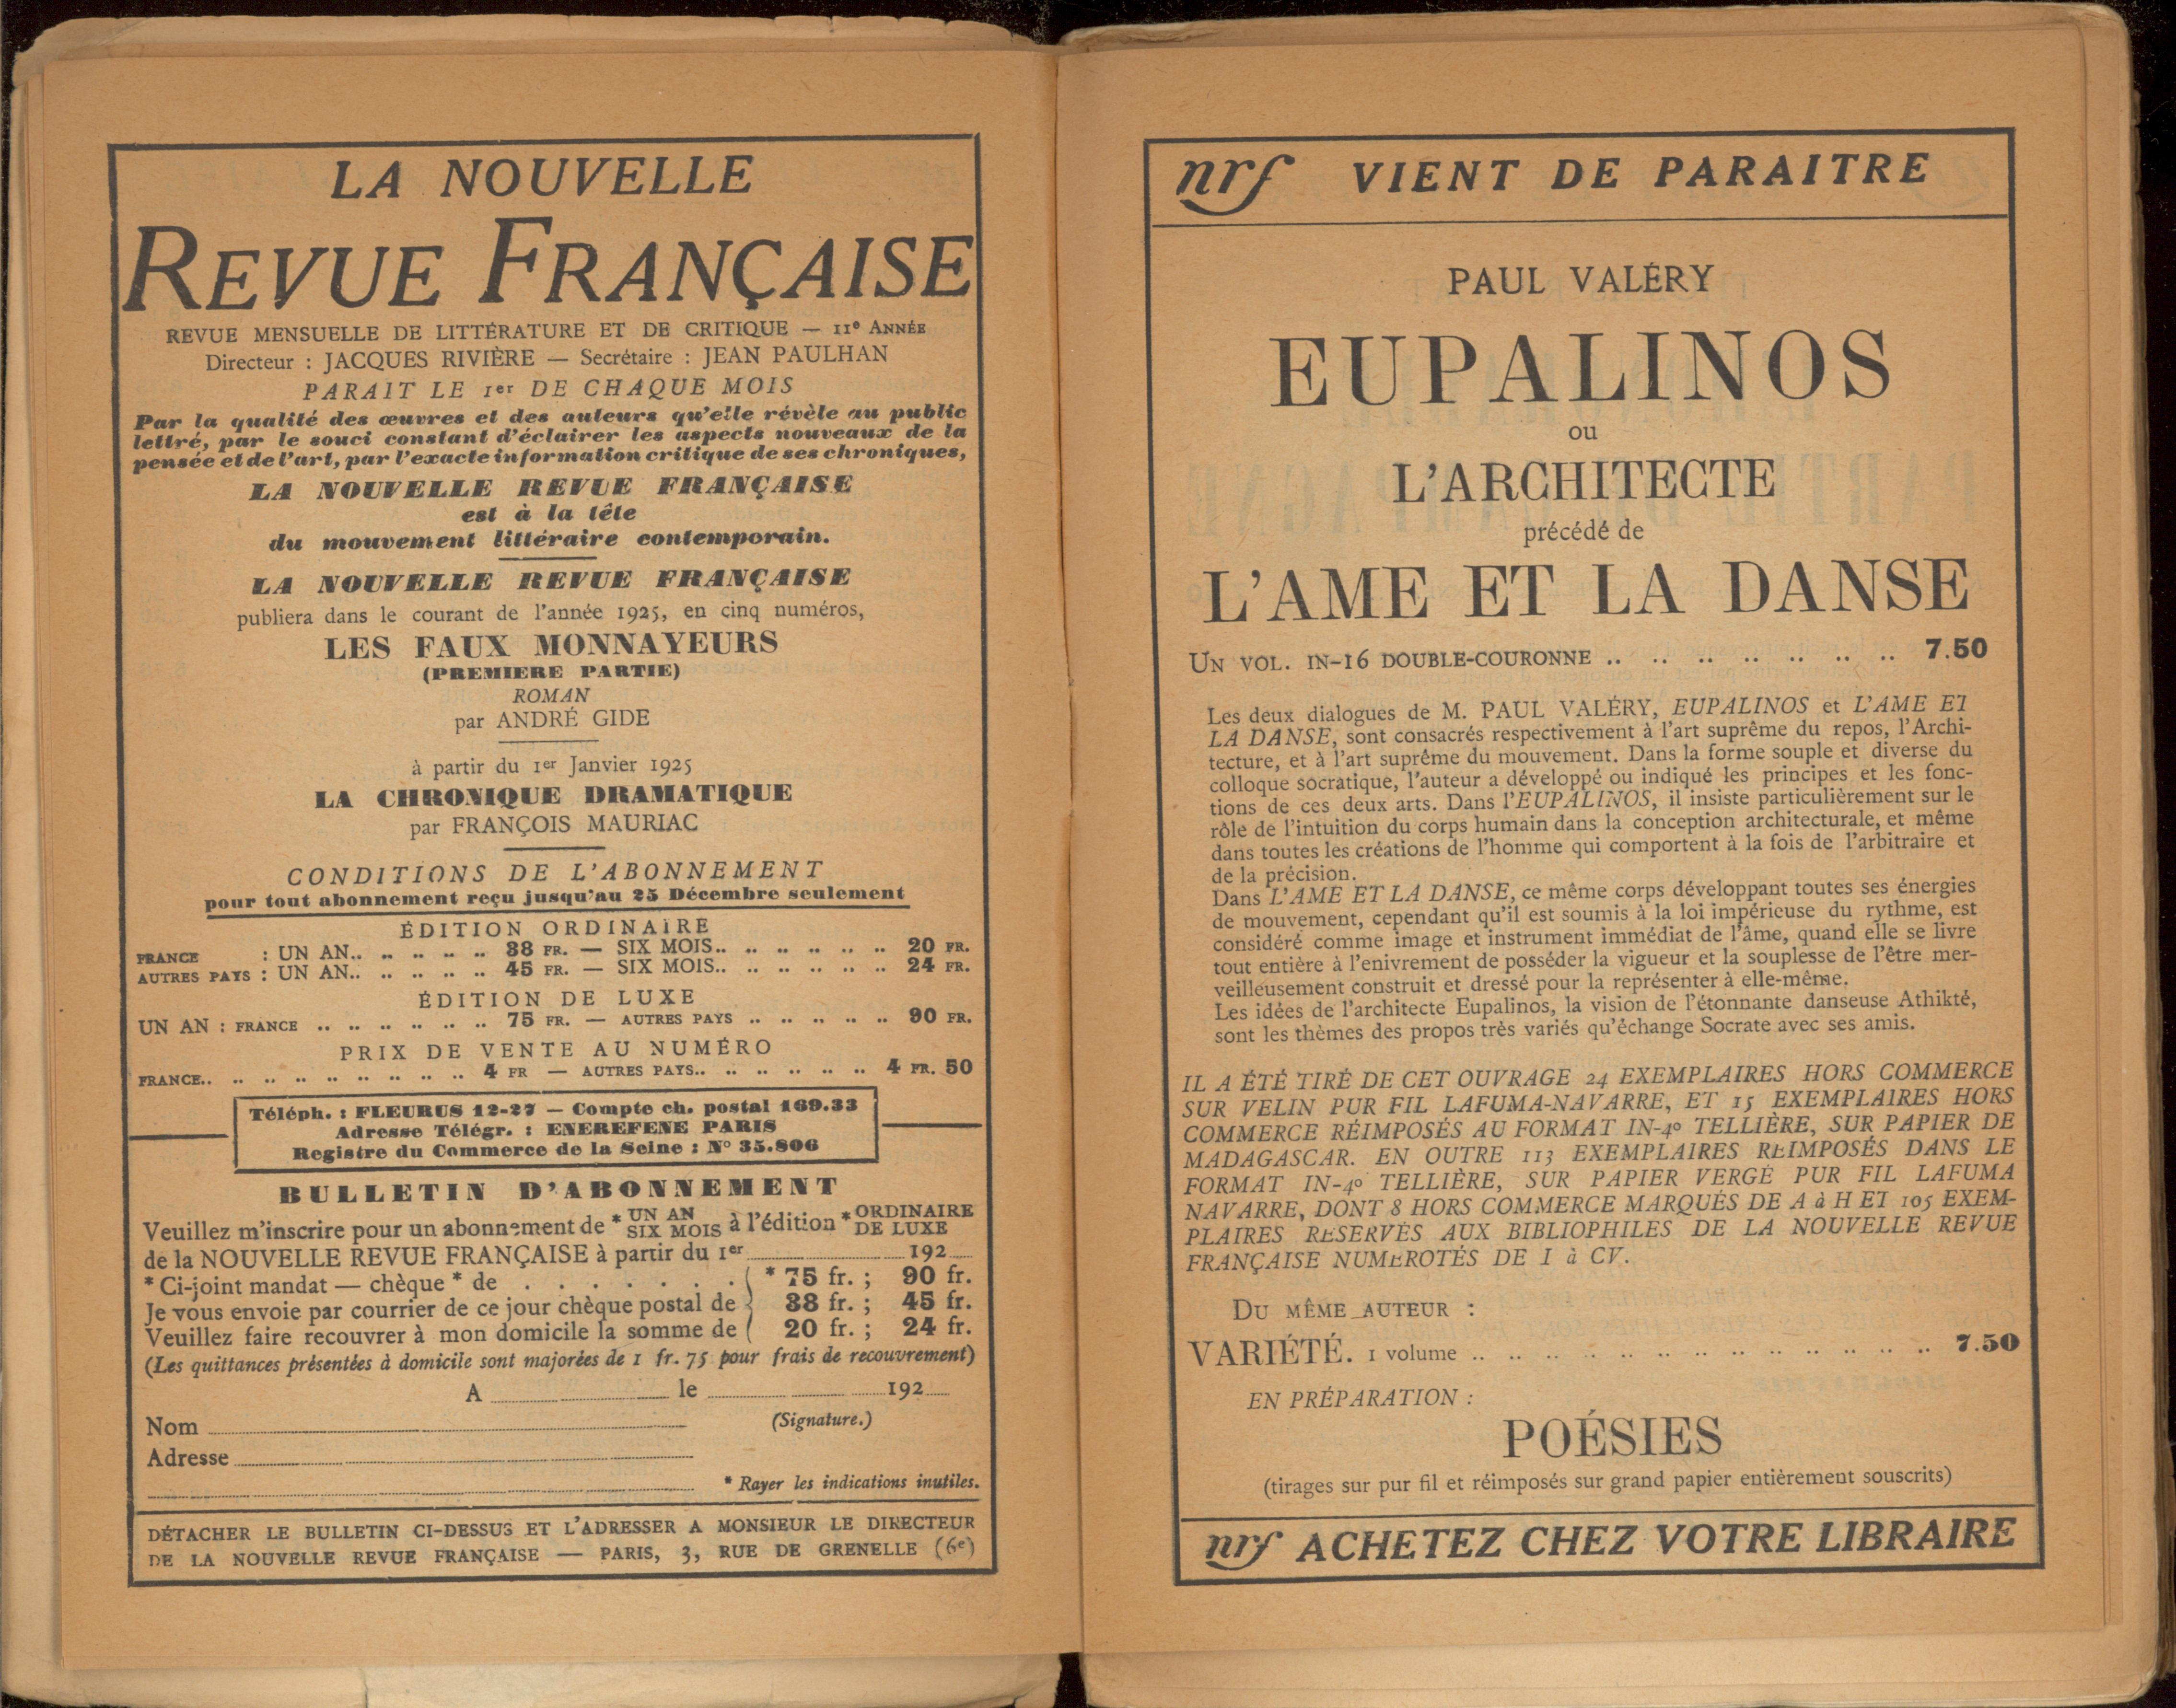 LA NOUVELLE
REVUE FRANÇAISE
REVUE MENSUELLE DE LITTÉRATURE ET DE CRITIQUE — 11e ANNÉE
Directeur : JACQUES RIVIÈRE — Secrétaire : JEAN PAULHAN
PARAIT LE 1er DE CHAQUE MOIS
Par la qualité des œuvres et des auteurs qu'elle révèle au public
lettré, par le souci constant d'éclairer les aspects nouveaux de la
pensée et de l'art, par l'exacte information critique de ses chroniques,
LA NOUVELLE REVUE FRANÇAISE
est à la tête
du mouvement littéraire contemporain.
LA NOUVELLE REVUE FRANÇAISE
publiera dans le courant de l'année 1925, en cinq numéros,
LES FAUX MONNAYEURS
(PREMIERE PARTIE)
ROMAN
par ANDRÉ GIDE
à partir du 1er Janvier 1925
LA CHRONIQUE DRAMATIQUE
par FRANÇOIS MAURIAC
CONDITIONS DE L'ABONNEMENT
pour tout abonnement reçu jusqu'au 25 Décembre seulement
ÉDITION ORDINAIRE
FRANCE : UN AN.. .. .. .. .. 38 FR. — SIX MOIS.. .. .. .. .. .. 20 FR.
AUTRES PAYS : UN AN.. .. .. .. .. 45 FR. — SIX MOIS.. .. .. .. .. .. 24 FR.
ÉDITION DE LUXE
UN AN : FRANCE .. .. .. .. .. .. 75 FR. — AUTRES PAYS .. .. .. .. .. 90 FR.
PRIX DE VENTE AU NUMÉRO
FRANCE.. .. .. .. .. .. .. .. .. 4 FR — AUTRES PAYS.. .. .. .. .. .. 4 FR. 50
Téléph. : FLEURUS 12-27 — Compte ch. postal 169.33
Adresse Télégr. : ENEREFENE PARIS
Registre du Commerce de la Seine : N° 35.806
BULLETIN D'ABONNEMENT
Veuillez m'inscrire pour un abonnement de * UN AN SIX MOIS à l'édition * ORDINAIRE DE LUXE
de la NOUVELLE REVUE FRANÇAISE à partir du 1er 192
* Ci-joint mandat — chèque * de . . . . . . . * 75 fr. ; 90 fr.
Je vous envoie par courrier de ce jour chèque postal de 38 fr. ; 45 fr.
Veuillez faire recouvrer à mon domicile la somme de 20 fr. ; 24 fr.
(Les quittances présentées à domicile sont majorées de 1 fr. 75 pour frais de recouvrement)
A le 192
Nom (Signature.)
Adresse
* Rayer les indications inutiles.
DÉTACHER LE BULLETIN CI-DESSUS ET L'ADRESSER A MONSIEUR LE DIRECTEUR
DE LA NOUVELLE REVUE FRANÇAISE — PARIS, 3, RUE DE GRENELLE (6e)
nrf VIENT DE PARAITRE
PAUL VALÉRY
EUPALINOS
ou
L'ARCHITECTE
précédé de
L'AME ET LA DANSE
UN VOL. IN-16 DOUBLE-COURONNE .. .. .. .. .. .. .. 7.50
Les deux dialogues de M. PAUL VALÉRY, EUPALINOS et L'AME ET
LA DANSE, sont consacrés respectivement à l'art suprême du repos, l'Archi-
tecture, et à l'art suprême du mouvement. Dans la forme souple et diverse du
colloque socratique, l'auteur a développé ou indiqué les principes et les fonc-
tions de ces deux arts. Dans l'EUPALINOS, il insiste particulièrement sur le
rôle de l'intuition du corps humain dans la conception architecturale, et même
dans toutes les créations de l'homme qui comportent à la fois de l'arbitraire et
de la précision.
Dans L'AME ET LA DANSE, ce même corps développant toutes ses énergies
de mouvement, cependant qu'il est soumis à la loi impérieuse du rythme, est
considéré comme image et instrument immédiat de l'âme, quand elle se livre
tout entière à l'enivrement de posséder la vigueur et la souplesse de l'être mer-
veilleusement construit et dressé pour la représenter à elle-même.
Les idées de l'architecte Eupalinos, la vision de l'étonnante danseuse Athikté,
sont les thèmes des propos très variés qu'échange Socrate avec ses amis.
IL A ÉTÉ TIRÉ DE CET OUVRAGE 24 EXEMPLAIRES HORS COMMERCE
SUR VELIN PUR FIL LAFUMA-NAVARRE, ET 15 EXEMPLAIRES HORS
COMMERCE RÉIMPOSÉS AU FORMAT IN-4º TELLIÈRE, SUR PAPIER DE
MADAGASCAR. EN OUTRE 113 EXEMPLAIRES RÉIMPOSÉS DANS LE
FORMAT IN-4º TELLIÈRE, SUR PAPIER VERGÉ PUR FIL LAFUMA
NAVARRE, DONT 8 HORS COMMERCE MARQUÉS DE A à H ET 105 EXEM-
PLAIRES RÉSERVÉS AUX BIBLIOPHILES DE LA NOUVELLE REVUE
FRANÇAISE NUMÉROTÉS DE I à CV.
DU MÊME AUTEUR :
VARIÉTÉ. 1 volume .. .. .. .. .. .. .. .. .. .. .. .. .. 7.50
EN PRÉPARATION :
POÉSIES
(tirages sur pur fil et réimposés sur grand papier entièrement souscrits)
nrf ACHETEZ CHEZ VOTRE LIBRAIRE